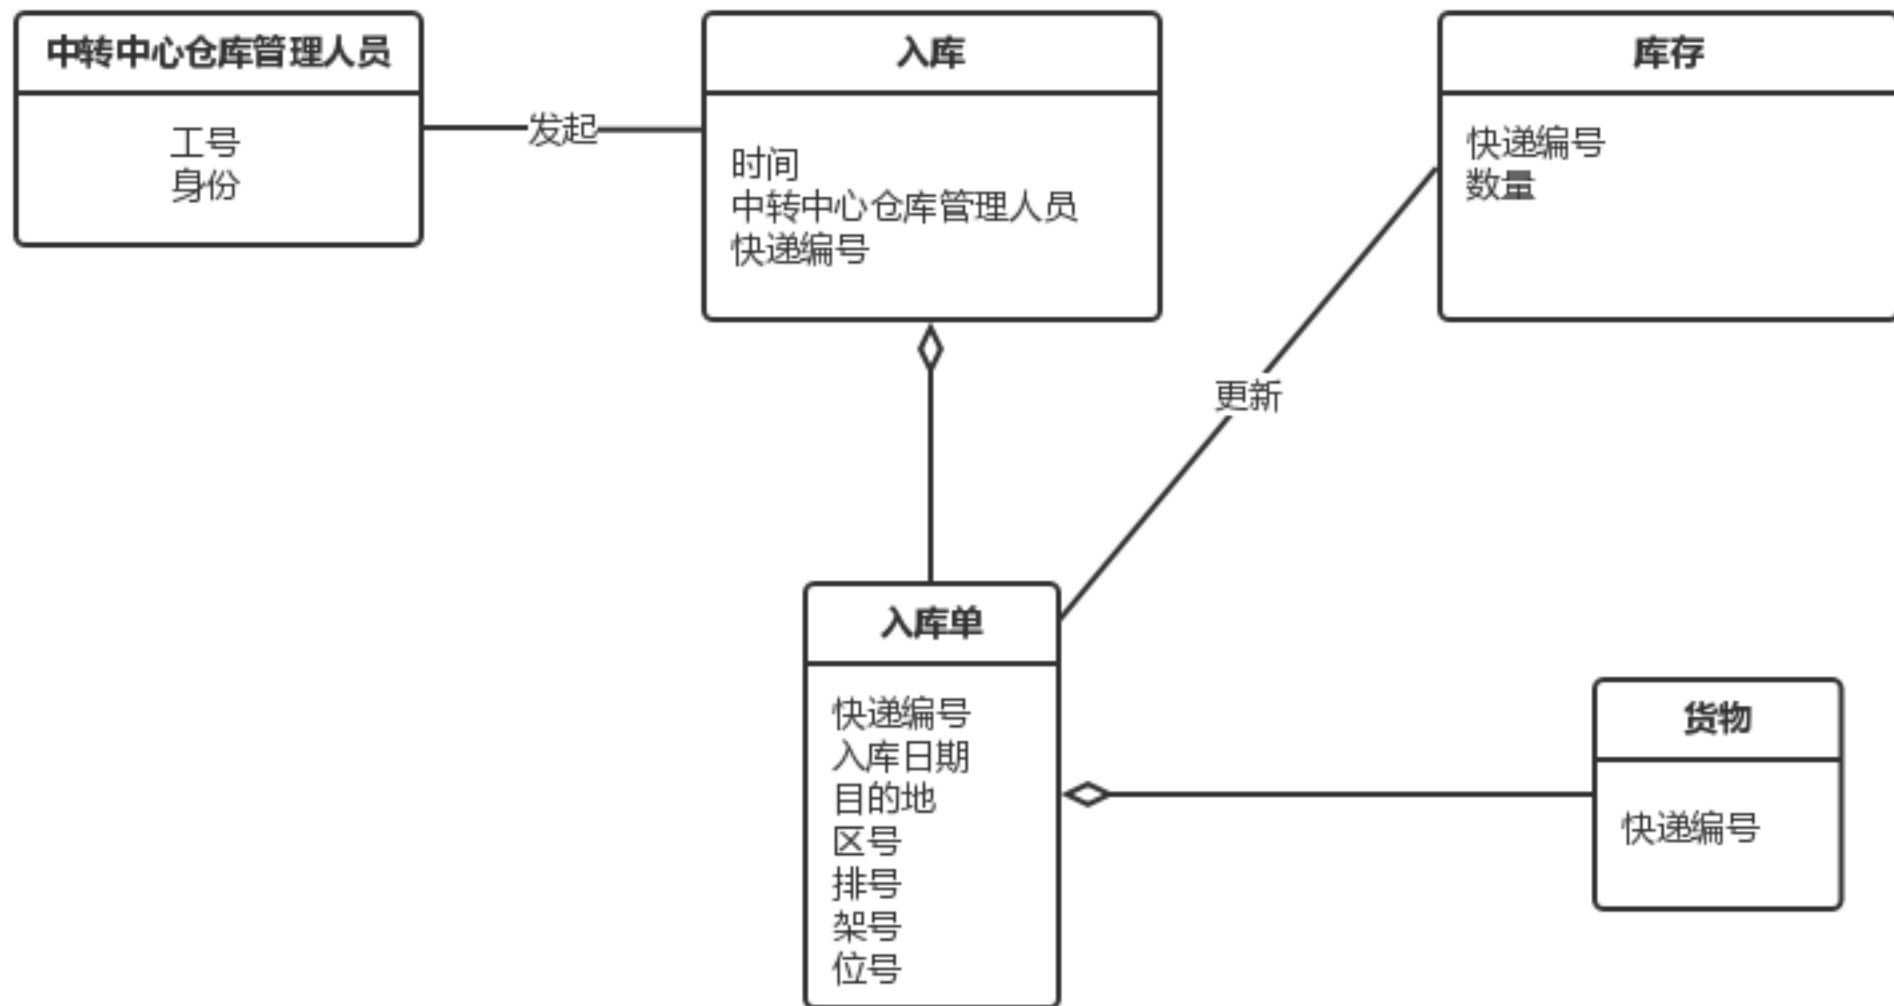 中转中心仓库管理人员
工号
身份
发起
入库
时间
中转中心仓库管理人员
快递编号
库存
快递编号
数量
更新
入库单
快递编号
入库日期
目的地
区号
排号
架号
位号
货物
快递编号